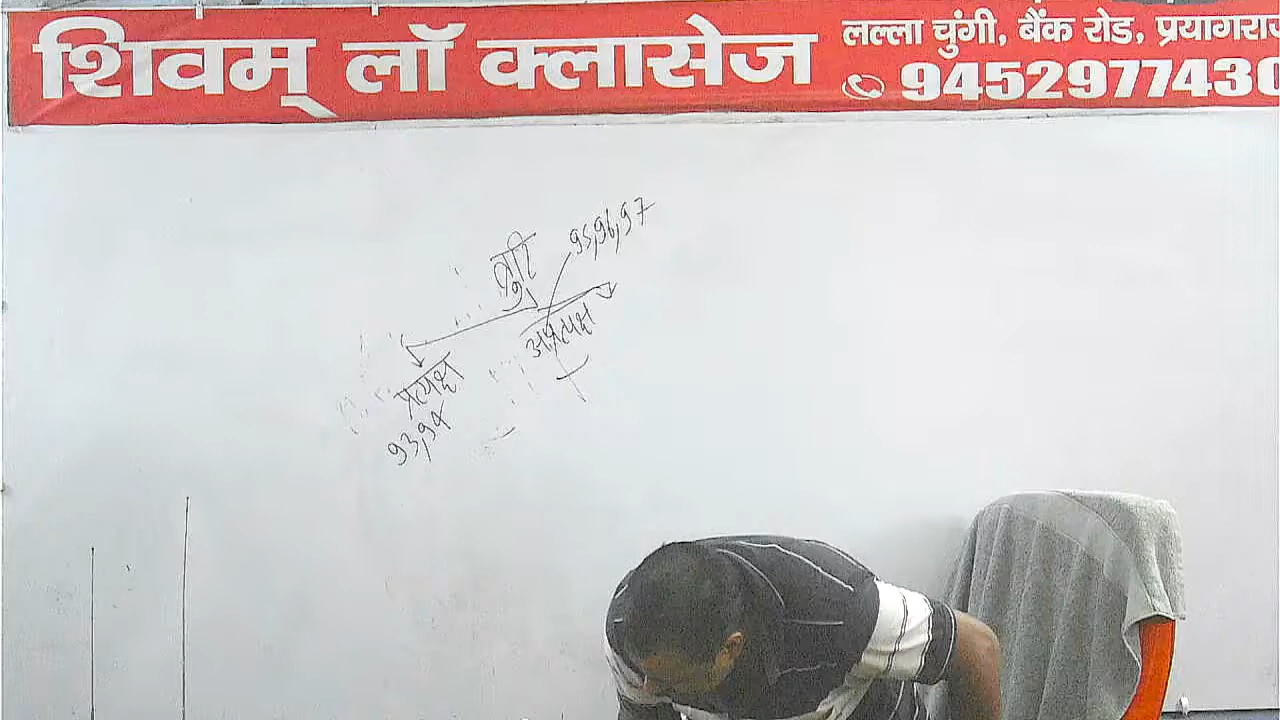 शिवम् लॉ क्लासेज
लल्ला चुंगी, बैंक रोड, प्रयागराज
9452977430
त्रुटि
95,96,97
प्रत्यक्ष
अप्रत्यक्ष
93,94